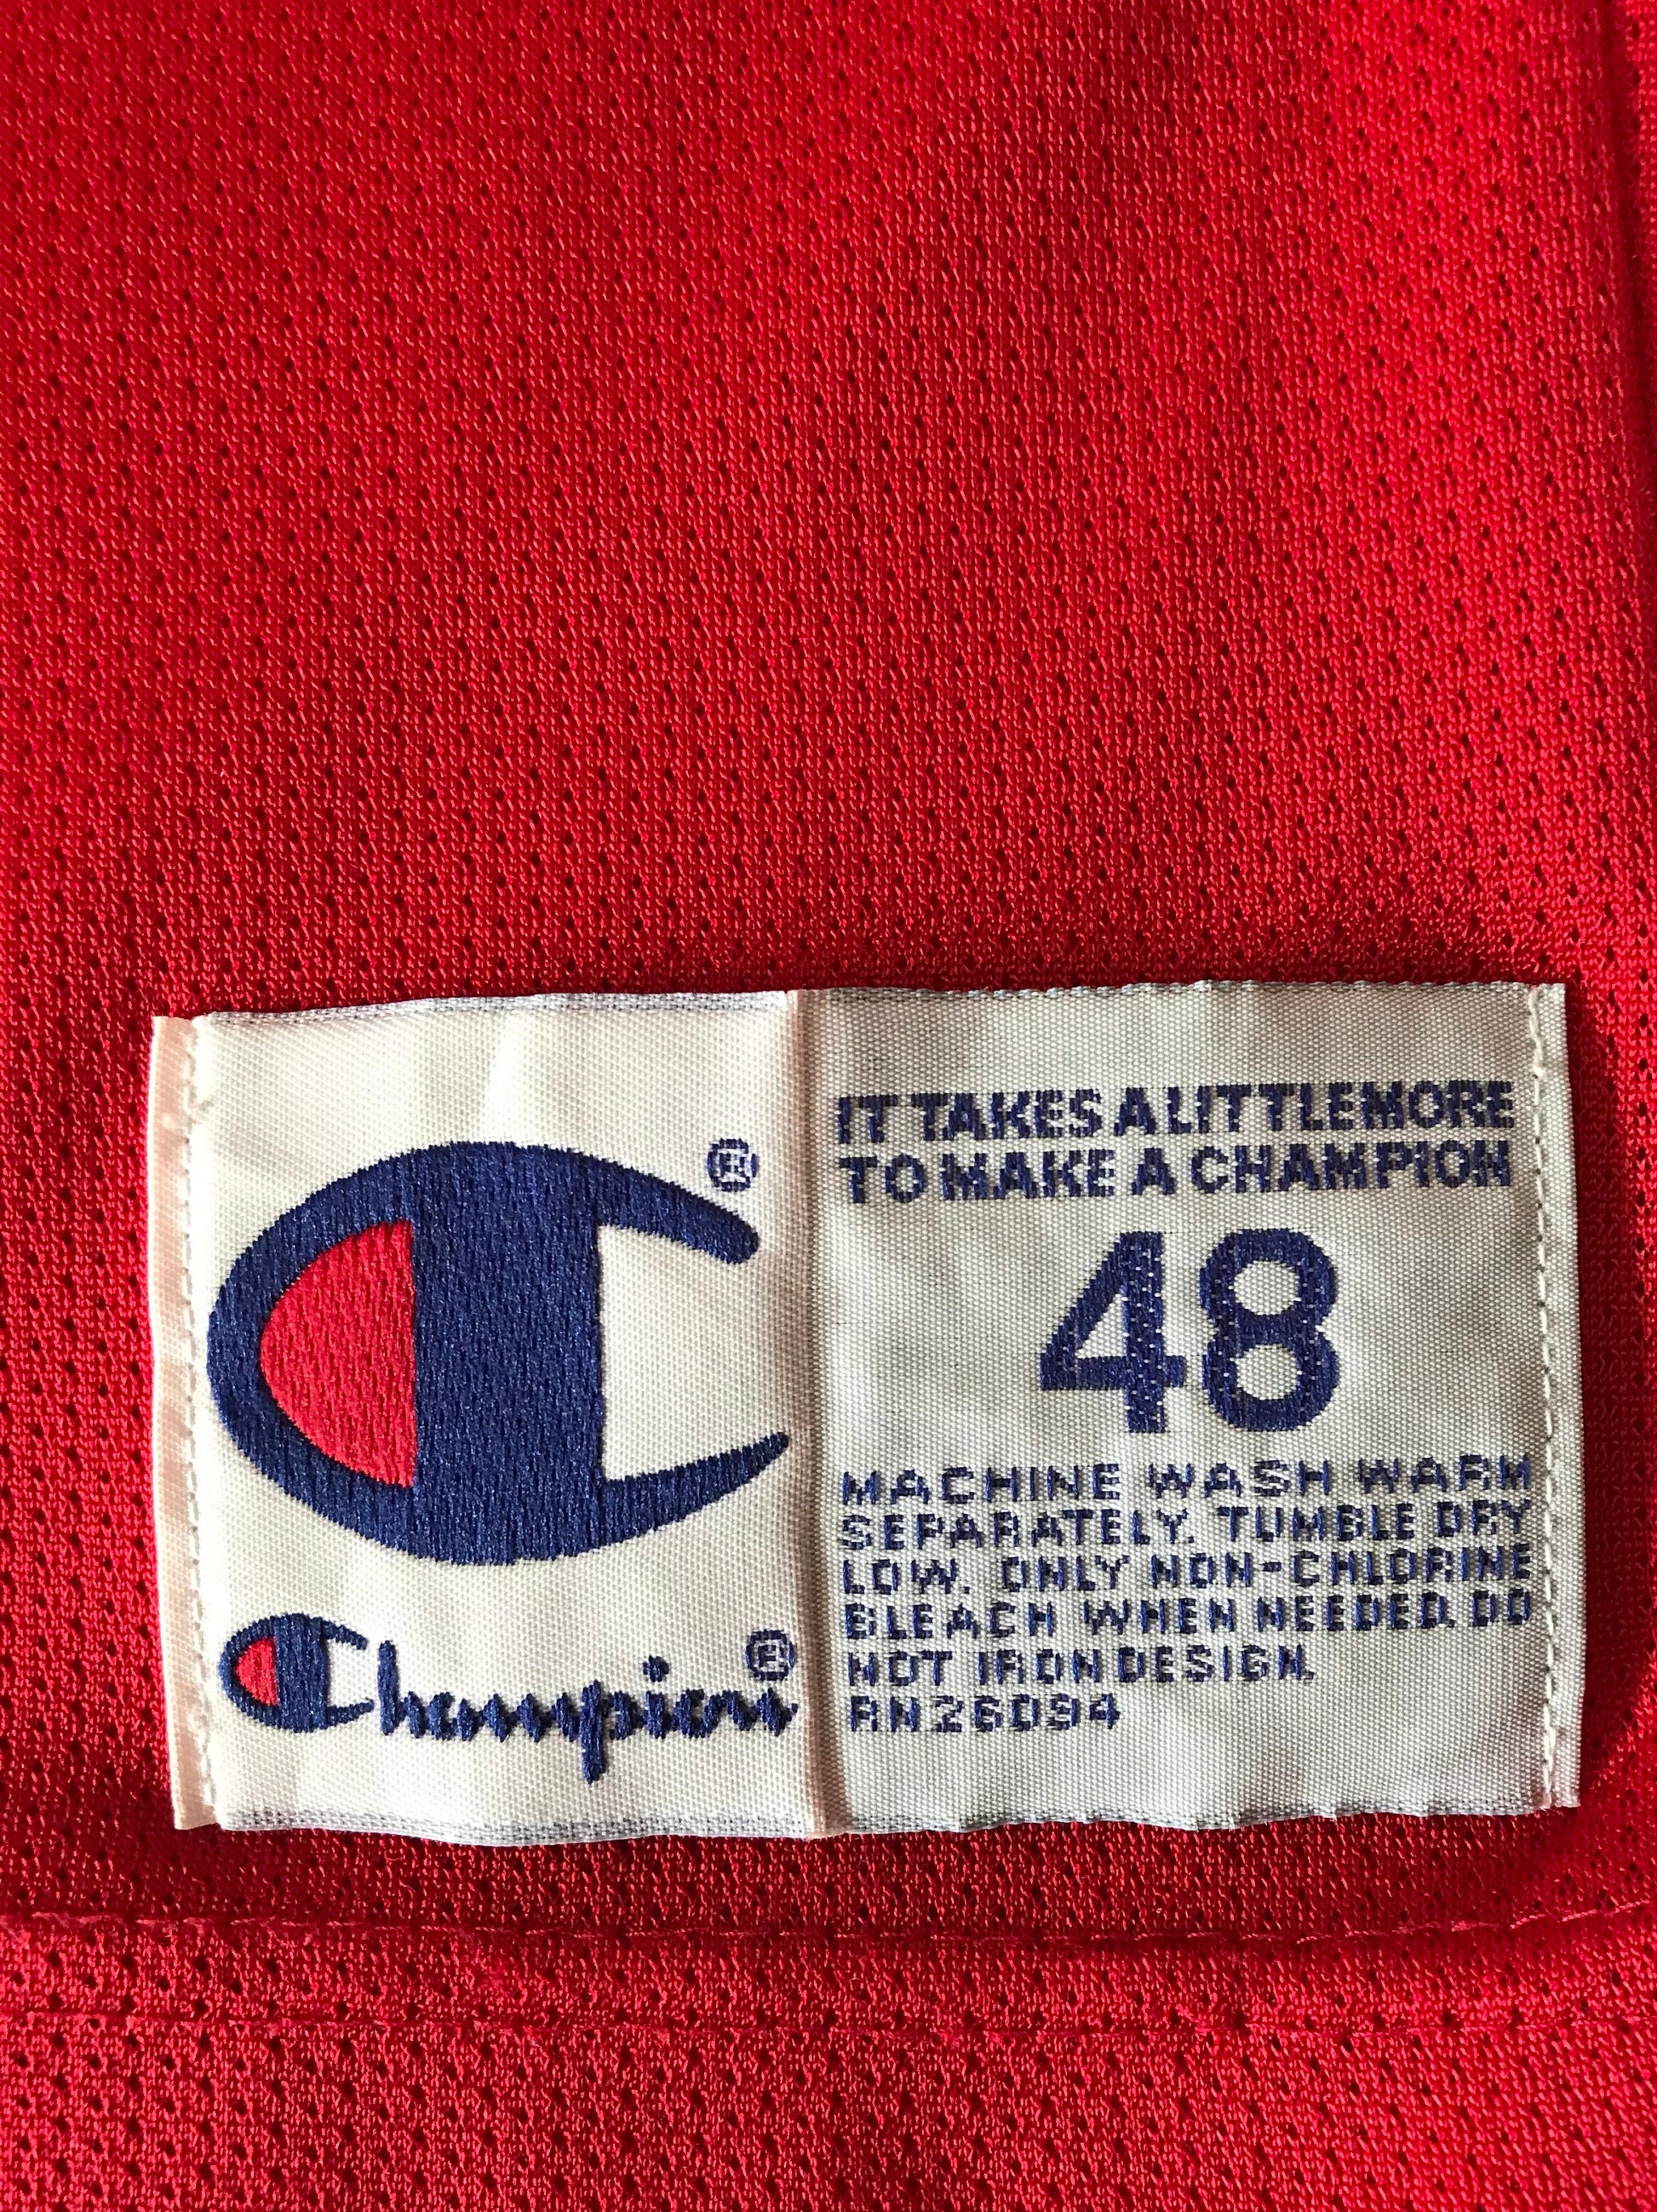 ®
Champion®
IT TAKES A LITTLE MORE
TO MAKE A CHAMPION
48
MACHINE WASH WARM
SEPARATELY. TUMBLE DRY
LOW. ONLY NON-CHLORINE
BLEACH WHEN NEEDED. DO
NOT IRON DESIGN.
RN26094